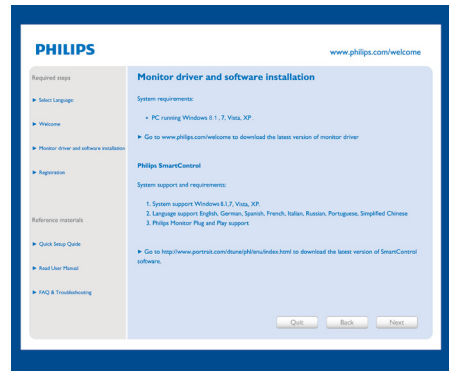 PHILIPS
www.philips.com/welcome
Required steps
► Select Language:
► Welcome
► Monitor driver and software installation
► Registration
Reference materials
► Quick Setup Guide
► Read User Manual
► FAQ & Troubleshooting
Monitor driver and software installation
System requirements:
• PC running Windows 8.1 ,7, Vista, XP.
► Go to www.philips.com/welcome to download the latest version of monitor driver
Philips SmartControl
System support and requirements:
1. System support Windows8.1,7, Vista, XP.
2. Language support English, German, Spanish, French, Italian, Russian, Portuguese, Simplified Chinese
3. Philips Monitor Plug and Play support
► Go to http://www.portrait.com/dtune/phl/enu/index.html to download the latest version of SmartControl
software.
Quit
Back
Next